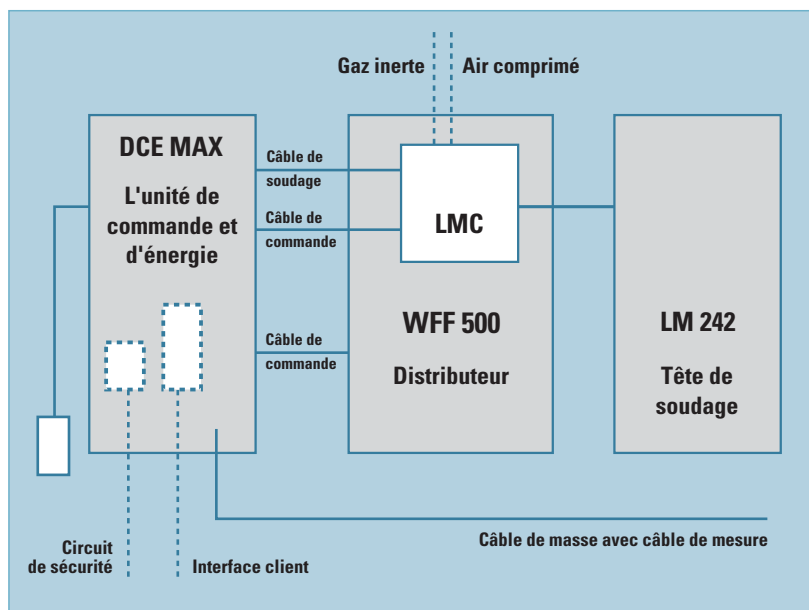 Gaz inerte
Air comprimé
DCE MAX
L'unité de
commande et
d'énergie
Câble de
soudage
Câble de
commande
Câble de
commande
LMC
WFF 500
Distributeur
LM 242
Tête de
soudage
Circuit
de sécurité
Interface client
Câble de masse avec câble de mesure